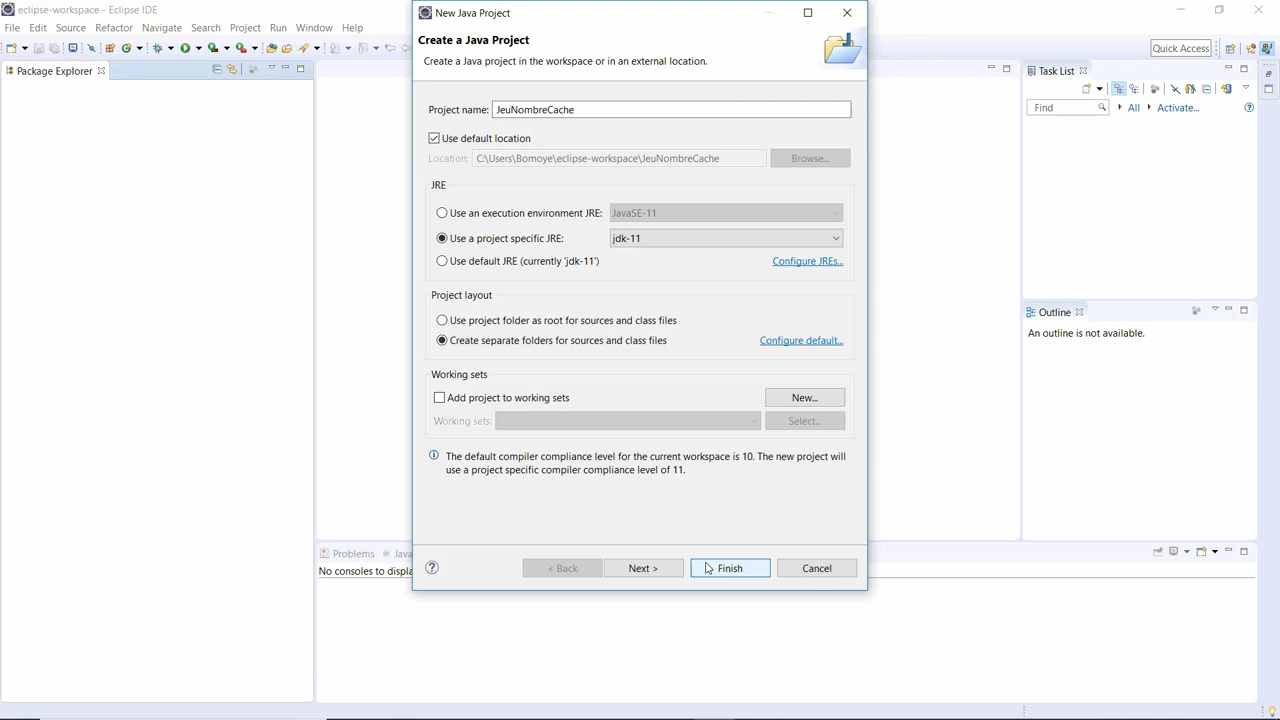 eclipse-workspace - Eclipse IDE
File Edit Source Refactor Navigate Search Project Run Window Help
Quick Access
Package Explorer
New Java Project
Create a Java Project
Create a Java project in the workspace or in an external location.
Project name: JeuNombreCache
Use default location
Location: C:\Users\Bomoye\eclipse-workspace\JeuNombreCache Browse...
JRE
Use an execution environment JRE: JavaSE-11
Use a project specific JRE: jdk-11
Use default JRE (currently 'jdk-11') Configure JREs...
Project layout
Use project folder as root for sources and class files
Create separate folders for sources and class files Configure default...
Working sets
Add project to working sets New...
Working sets: Select...
The default compiler compliance level for the current workspace is 10. The new project will
use a project specific compiler compliance level of 11.
< Back Next > Finish Cancel
Task List
Find All Activate...
Outline
An outline is not available.
Problems Java
No consoles to displa